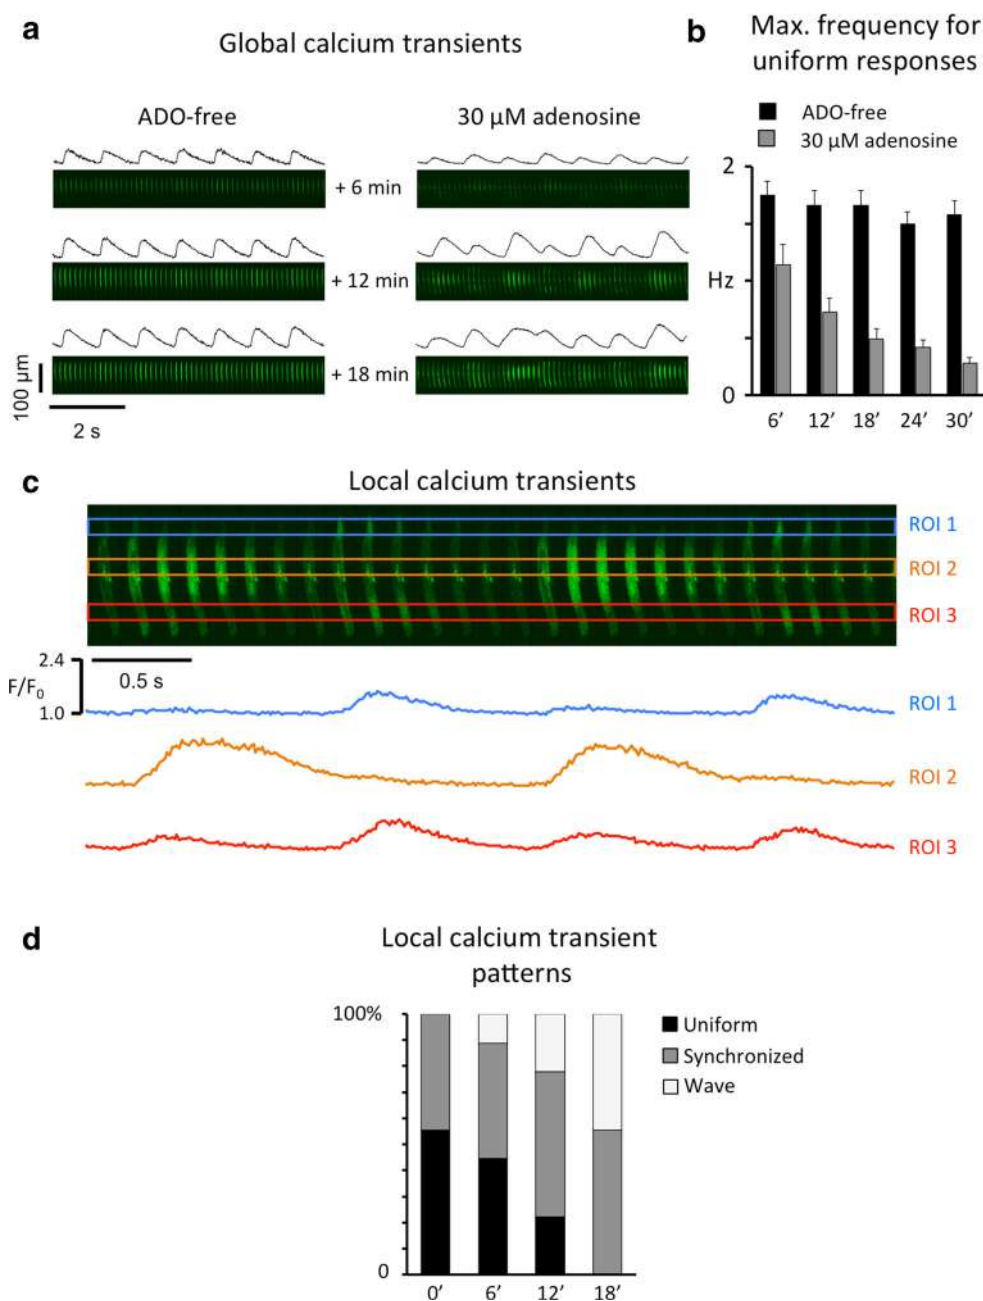 a
Global calcium transients
ADO-free
30 µM adenosine
+ 6 min
+ 12 min
+ 18 min
100 µm
2 s
b
Max. frequency for
uniform responses
ADO-free
30 µM adenosine
2
Hz
0
6′ 12′ 18′ 24′ 30′
c
Local calcium transients
ROI 1
ROI 2
ROI 3
2.4
F/F0
1.0
0.5 s
ROI 1
ROI 2
ROI 3
d
Local calcium transient
patterns
100%
0
Uniform
Synchronized
Wave
0′ 6′ 12′ 18′